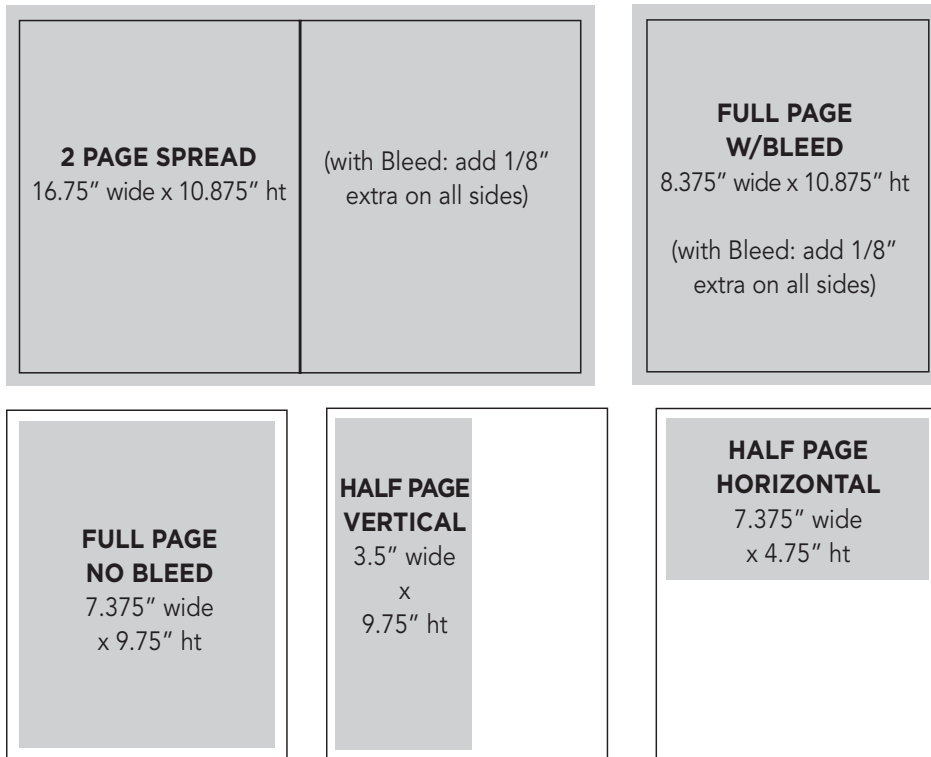 2 PAGE SPREAD
16.75” wide x 10.875” ht
(with Bleed: add 1/8”
extra on all sides)
FULL PAGE
W/BLEED
8.375” wide x 10.875” ht
(with Bleed: add 1/8”
extra on all sides)
FULL PAGE
NO BLEED
7.375” wide
x 9.75” ht
HALF PAGE
VERTICAL
3.5” wide
x
9.75” ht
HALF PAGE
HORIZONTAL
7.375” wide
x 4.75” ht